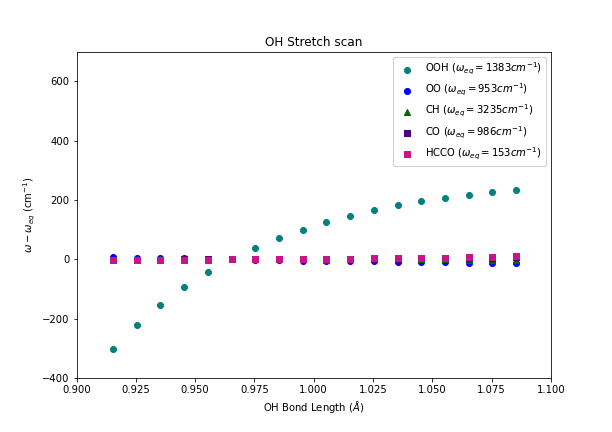 OH Stretch scan
OOH (ω_eq = 1383cm⁻¹)
OO (ω_eq = 953cm⁻¹)
CH (ω_eq = 3235cm⁻¹)
CO (ω_eq = 986cm⁻¹)
HCCO (ω_eq = 153cm⁻¹)
ω − ω_eq (cm⁻¹)
600
400
200
0
−200
−400
0.900 0.925 0.950 0.975 1.000 1.025 1.050 1.075 1.100
OH Bond Length (Å)